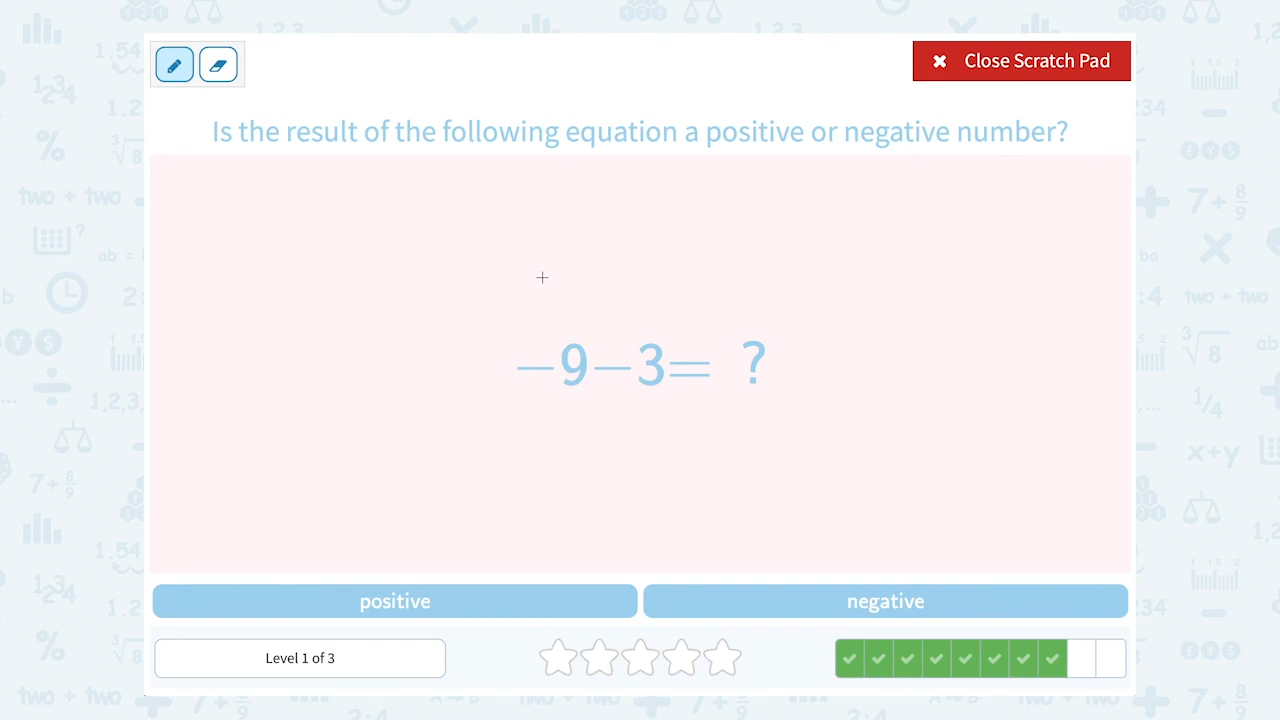 Close Scratch Pad
Is the result of the following equation a positive or negative number?
−9−3= ?
positive
negative
Level 1 of 3